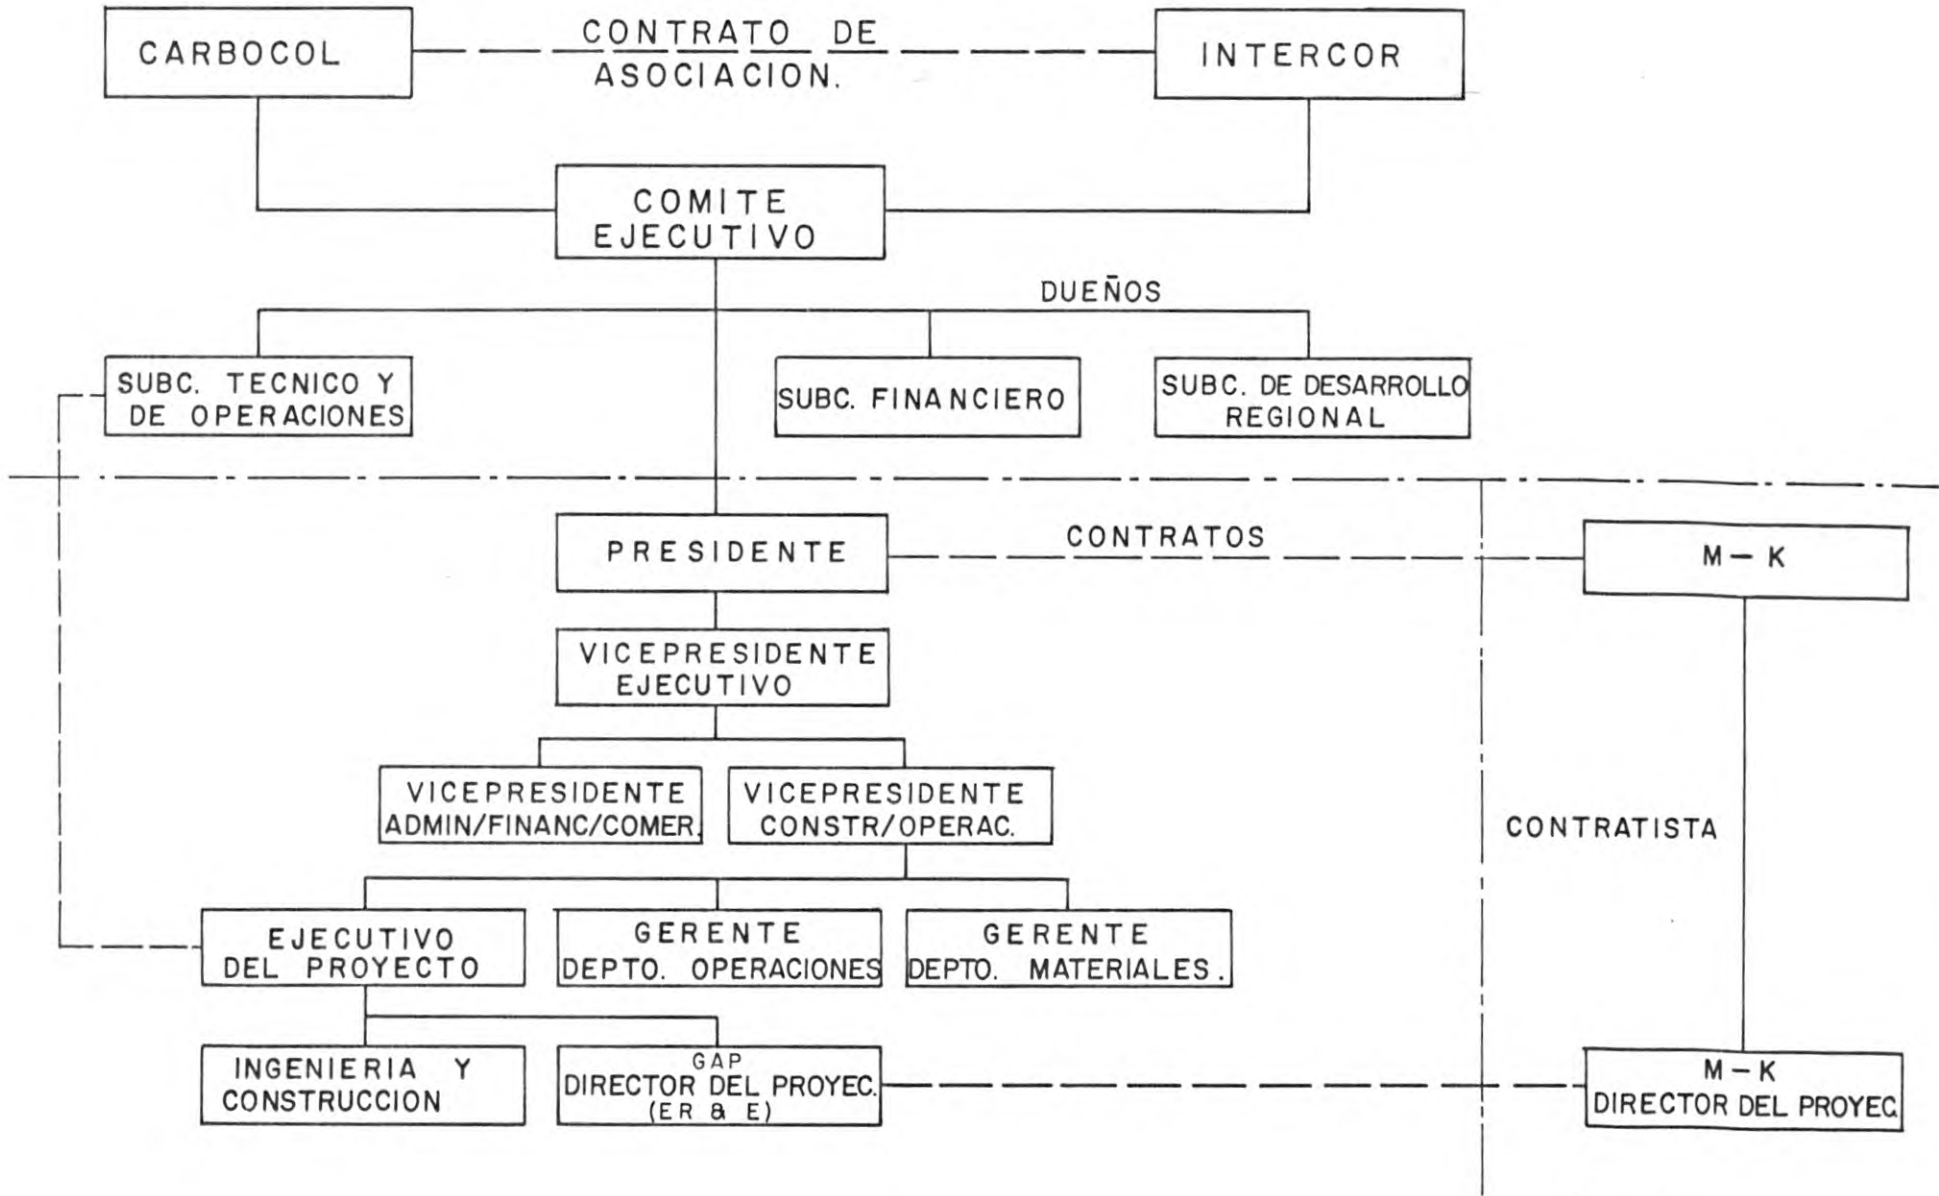 CARBOCOL
CONTRATO DE
ASOCIACION.
INTERCOR
COMITE
EJECUTIVO
DUEÑOS
SUBC. TECNICO Y
DE OPERACIONES
SUBC. FINANCIERO
SUBC. DE DESARROLLO
REGIONAL
PRESIDENTE
CONTRATOS
M-K
VICEPRESIDENTE
EJECUTIVO
VICEPRESIDENTE
ADMIN/FINANC/COMER.
VICEPRESIDENTE
CONSTR/OPERAC.
CONTRATISTA
EJECUTIVO
DEL PROYECTO
GERENTE
DEPTO. OPERACIONES
GERENTE
DEPTO. MATERIALES.
INGENIERIA Y
CONSTRUCCION
GAP
DIRECTOR DEL PROYEC.
(ER & E)
M-K
DIRECTOR DEL PROYEC.